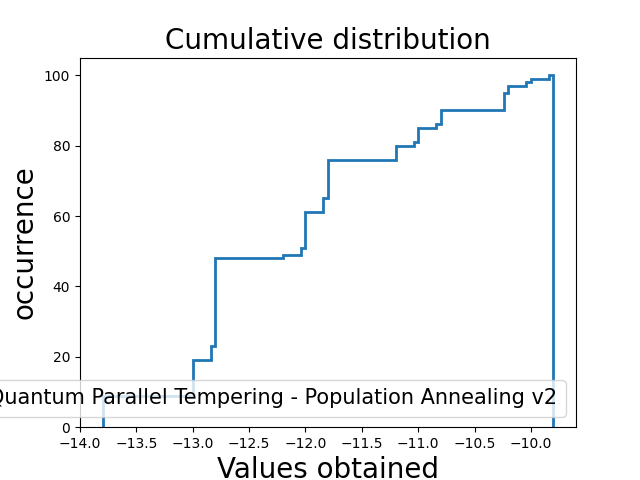 Cumulative distribution
occurrence
100
80
60
40
20
0
Quantum Parallel Tempering - Population Annealing v2
−14.0 −13.5 −13.0 −12.5 −12.0 −11.5 −11.0 −10.5 −10.0
Values obtained